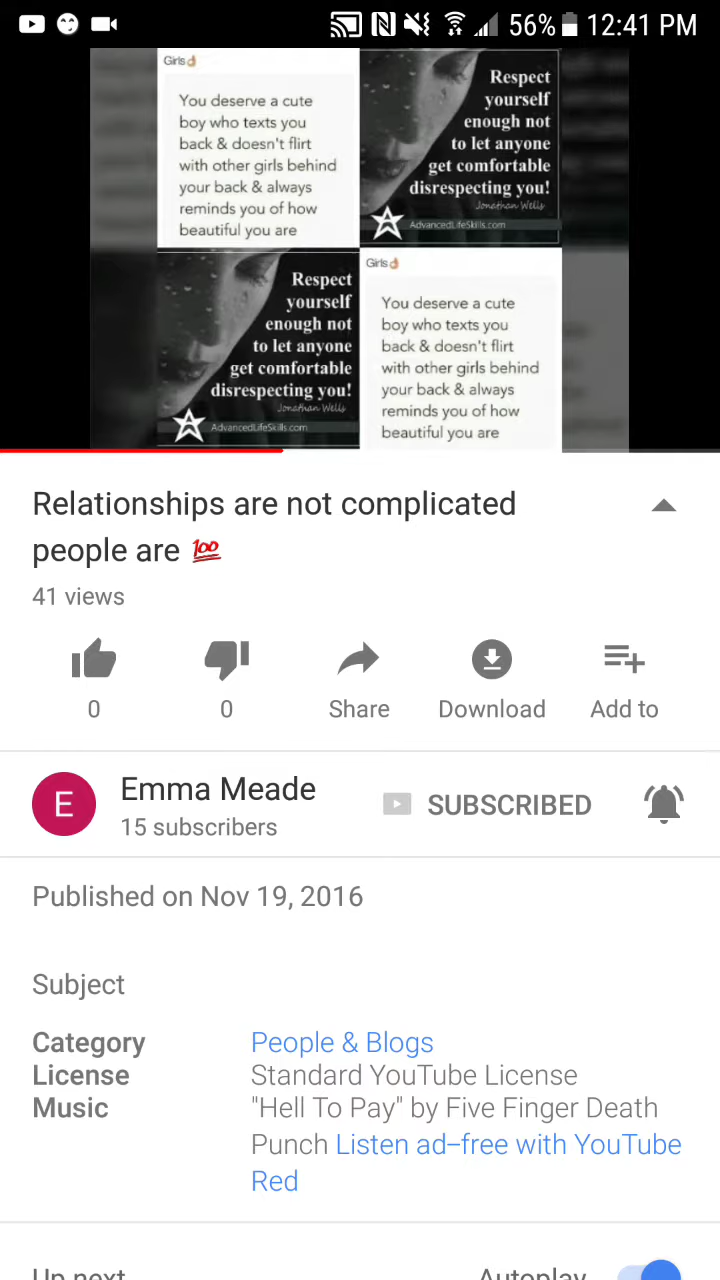 56% 12:41 PM
Girls👌
You deserve a cute
boy who texts you
back & doesn't flirt
with other girls behind
your back & always
reminds you of how
beautiful you are
Respect
yourself
enough not
to let anyone
get comfortable
disrespecting you!
Jonathan Wells
AdvancedLifeSkills.com
Respect
yourself
enough not
to let anyone
get comfortable
disrespecting you!
Jonathan Wells
AdvancedLifeSkills.com
Girls👌
You deserve a cute
boy who texts you
back & doesn't flirt
with other girls behind
your back & always
reminds you of how
beautiful you are
Relationships are not complicated
people are 💯
41 views
0 0 Share Download Add to
E
Emma Meade
15 subscribers
SUBSCRIBED
Published on Nov 19, 2016
Subject
Category People & Blogs
License Standard YouTube License
Music "Hell To Pay" by Five Finger Death
Punch Listen ad-free with YouTube
Red
Up next Autoplay